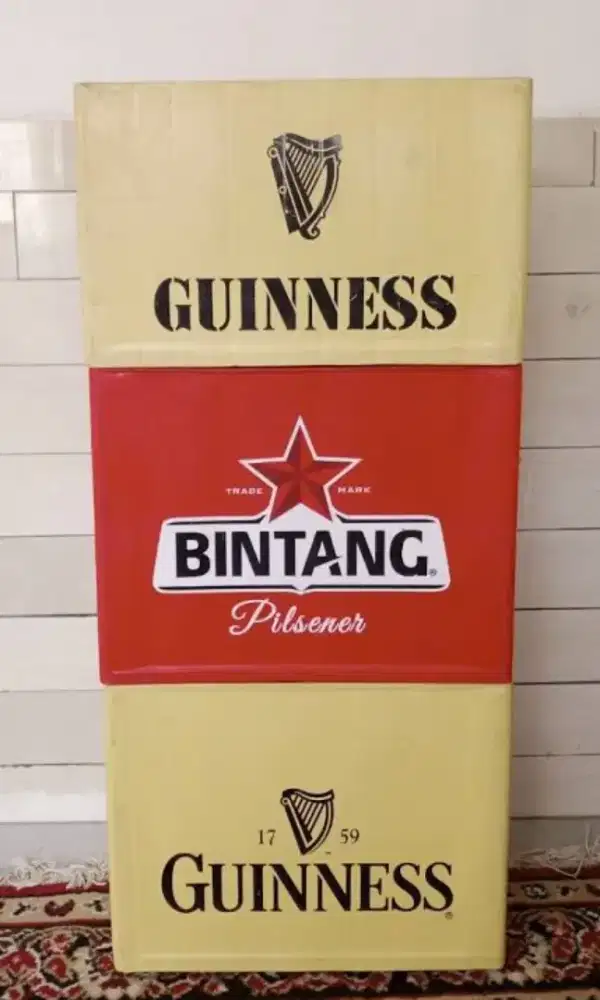 GUINNESS
TRADE MARK
BINTANG®
Pilsener
17 59
GUINNESS®